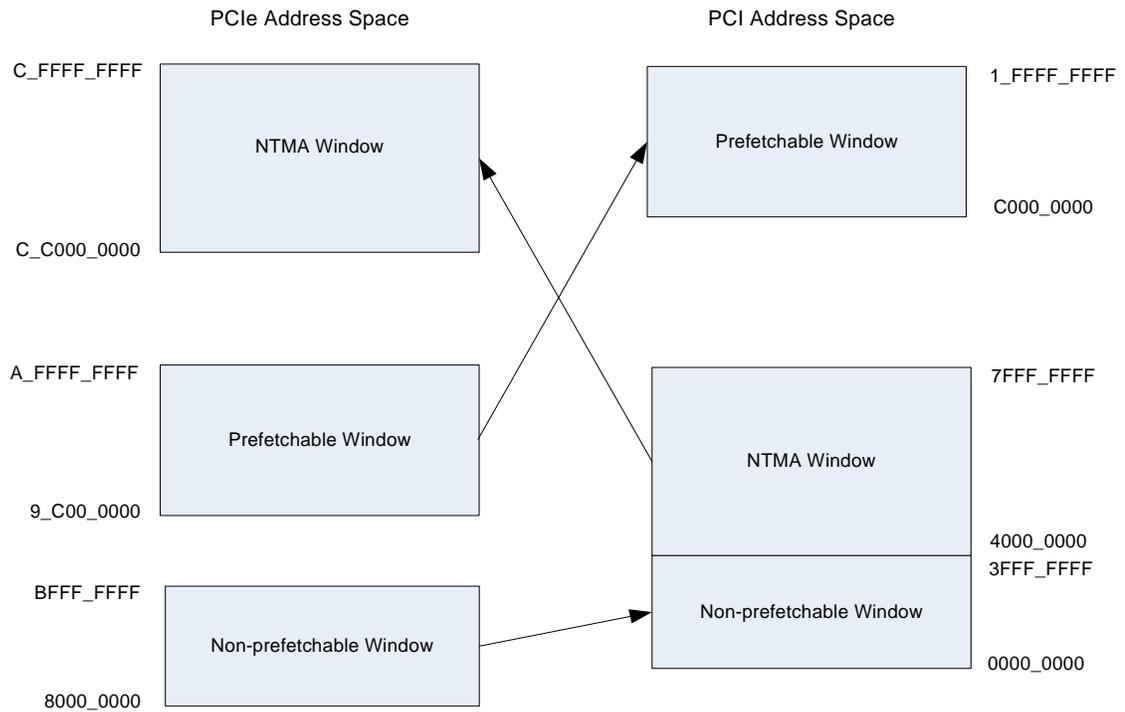 PCIe Address Space
PCI Address Space
C_FFFF_FFFF
NTMA Window
C_C000_0000
1_FFFF_FFFF
Prefetchable Window
C000_0000
A_FFFF_FFFF
Prefetchable Window
9_C00_0000
7FFF_FFFF
NTMA Window
4000_0000
BFFF_FFFF
Non-prefetchable Window
8000_0000
3FFF_FFFF
Non-prefetchable Window
0000_0000